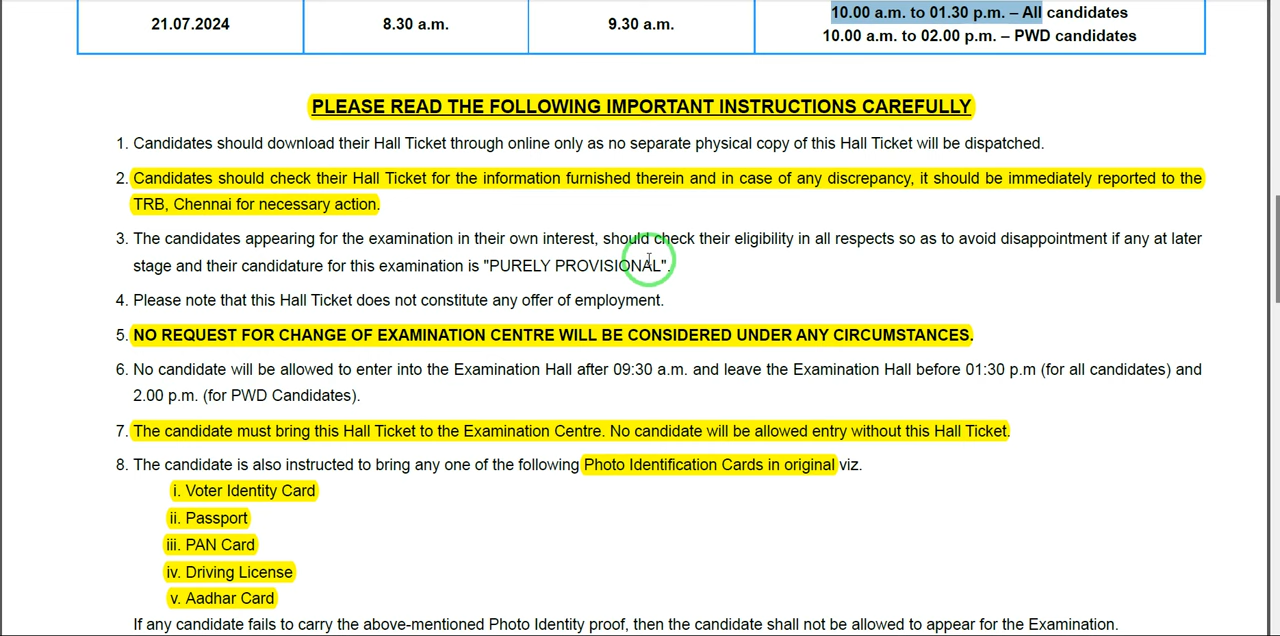 10.00 a.m. to 01.30 p.m. – All candidates
21.07.2024 8.30 a.m. 9.30 a.m.
10.00 a.m. to 02.00 p.m. – PWD candidates
PLEASE READ THE FOLLOWING IMPORTANT INSTRUCTIONS CAREFULLY
1. Candidates should download their Hall Ticket through online only as no separate physical copy of this Hall Ticket will be dispatched.
2. Candidates should check their Hall Ticket for the information furnished therein and in case of any discrepancy, it should be immediately reported to the
TRB, Chennai for necessary action.
3. The candidates appearing for the examination in their own interest, should check their eligibility in all respects so as to avoid disappointment if any at later
stage and their candidature for this examination is "PURELY PROVISIONAL".
4. Please note that this Hall Ticket does not constitute any offer of employment.
5. NO REQUEST FOR CHANGE OF EXAMINATION CENTRE WILL BE CONSIDERED UNDER ANY CIRCUMSTANCES.
6. No candidate will be allowed to enter into the Examination Hall after 09:30 a.m. and leave the Examination Hall before 01:30 p.m (for all candidates) and
2.00 p.m. (for PWD Candidates).
7. The candidate must bring this Hall Ticket to the Examination Centre. No candidate will be allowed entry without this Hall Ticket.
8. The candidate is also instructed to bring any one of the following Photo Identification Cards in original viz.
i. Voter Identity Card
ii. Passport
iii. PAN Card
iv. Driving License
v. Aadhar Card
If any candidate fails to carry the above-mentioned Photo Identity proof, then the candidate shall not be allowed to appear for the Examination.